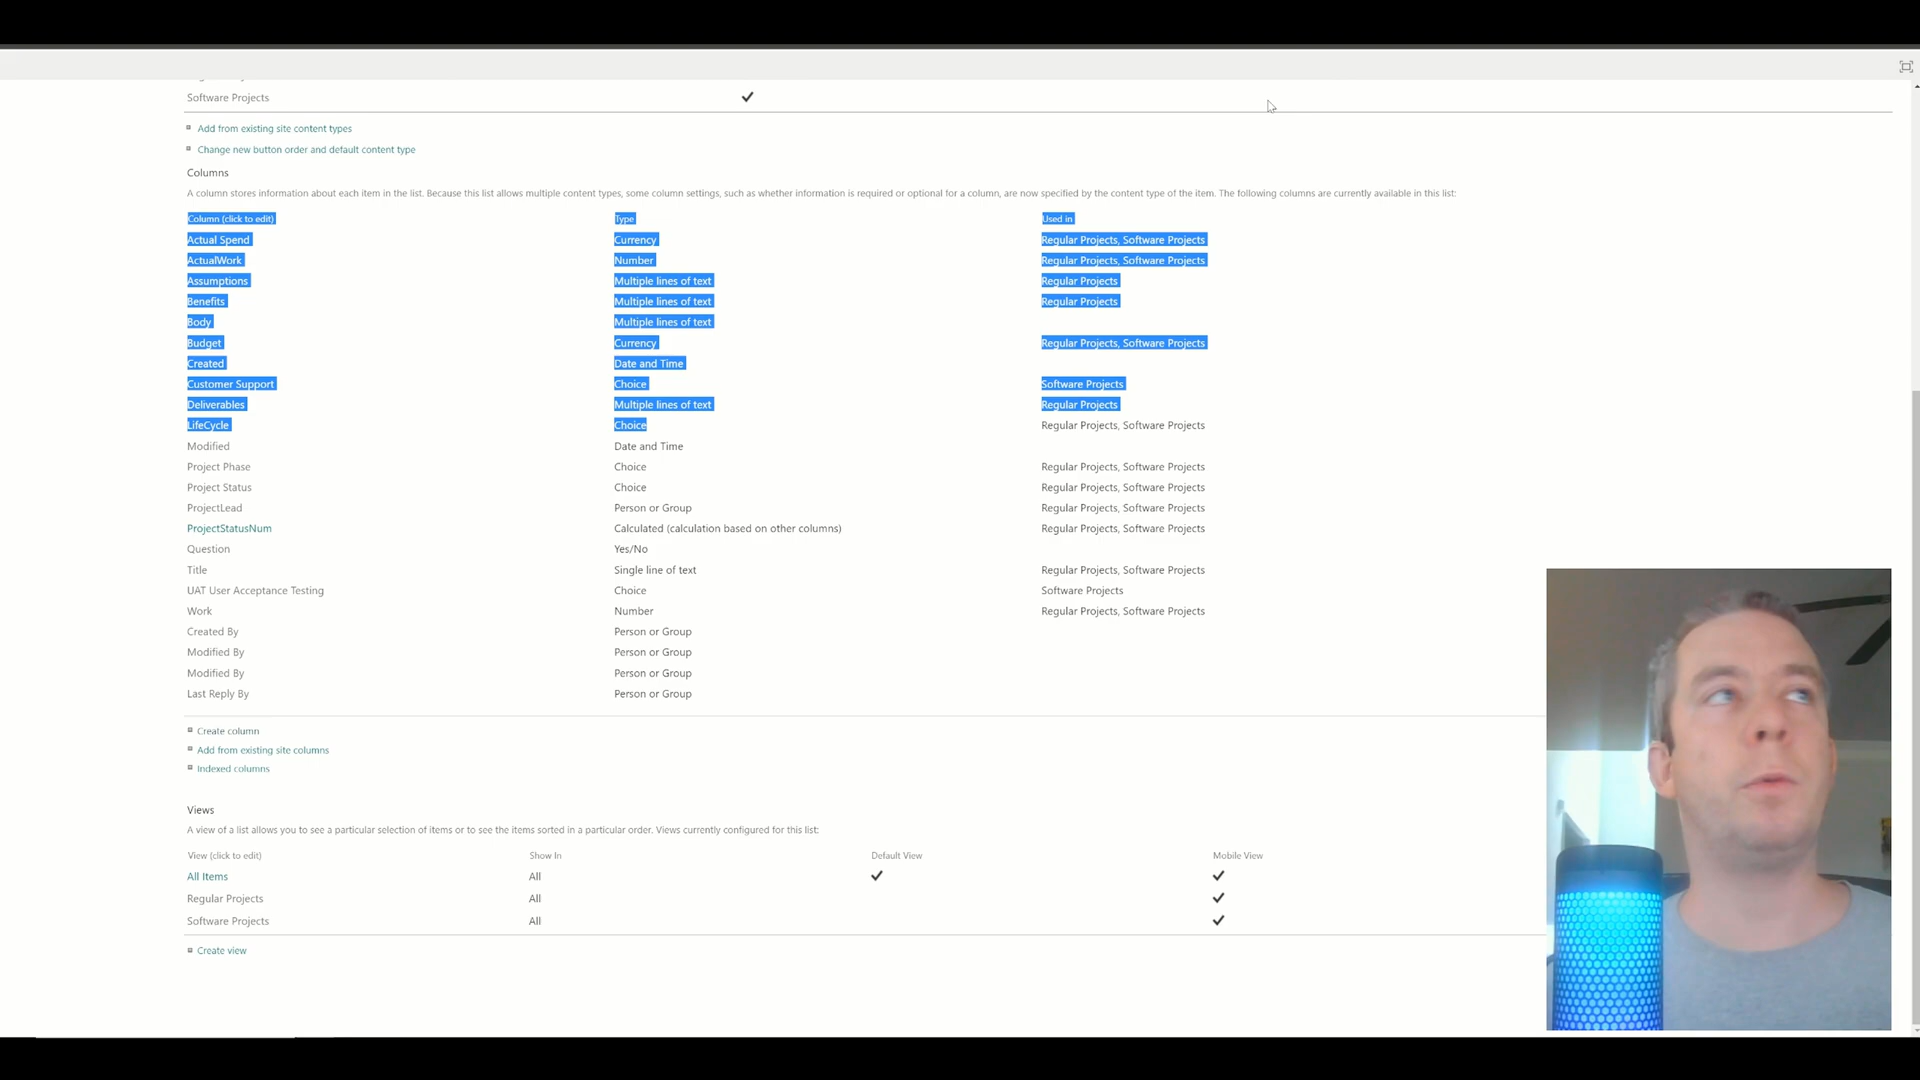 Software Projects
Add from existing site content types
Change new button order and default content type
Columns
A column stores information about each item in the list. Because this list allows multiple content types, some column settings, such as whether information is required or optional for a column, are now specified by the content type of the item. The following columns are currently available in this list:
Column (click to edit) Type Used in
Actual Spend Currency Regular Projects, Software Projects
ActualWork Number Regular Projects, Software Projects
Assumptions Multiple lines of text Regular Projects
Benefits Multiple lines of text Regular Projects
Body Multiple lines of text
Budget Currency Regular Projects, Software Projects
Created Date and Time
Customer Support Choice Software Projects
Deliverables Multiple lines of text Regular Projects
LifeCycle Choice Regular Projects, Software Projects
Modified Date and Time
Project Phase Choice Regular Projects, Software Projects
Project Status Choice Regular Projects, Software Projects
ProjectLead Person or Group Regular Projects, Software Projects
ProjectStatusNum Calculated (calculation based on other columns) Regular Projects, Software Projects
Question Yes/No
Title Single line of text Regular Projects, Software Projects
UAT User Acceptance Testing Choice Software Projects
Work Number Regular Projects, Software Projects
Created By Person or Group
Modified By Person or Group
Modified By Person or Group
Last Reply By Person or Group
Create column
Add from existing site columns
Indexed columns
Views
A view of a list allows you to see a particular selection of items or to see the items sorted in a particular order. Views currently configured for this list:
View (click to edit) Show In Default View Mobile View
All Items All
Regular Projects All
Software Projects All
Create view